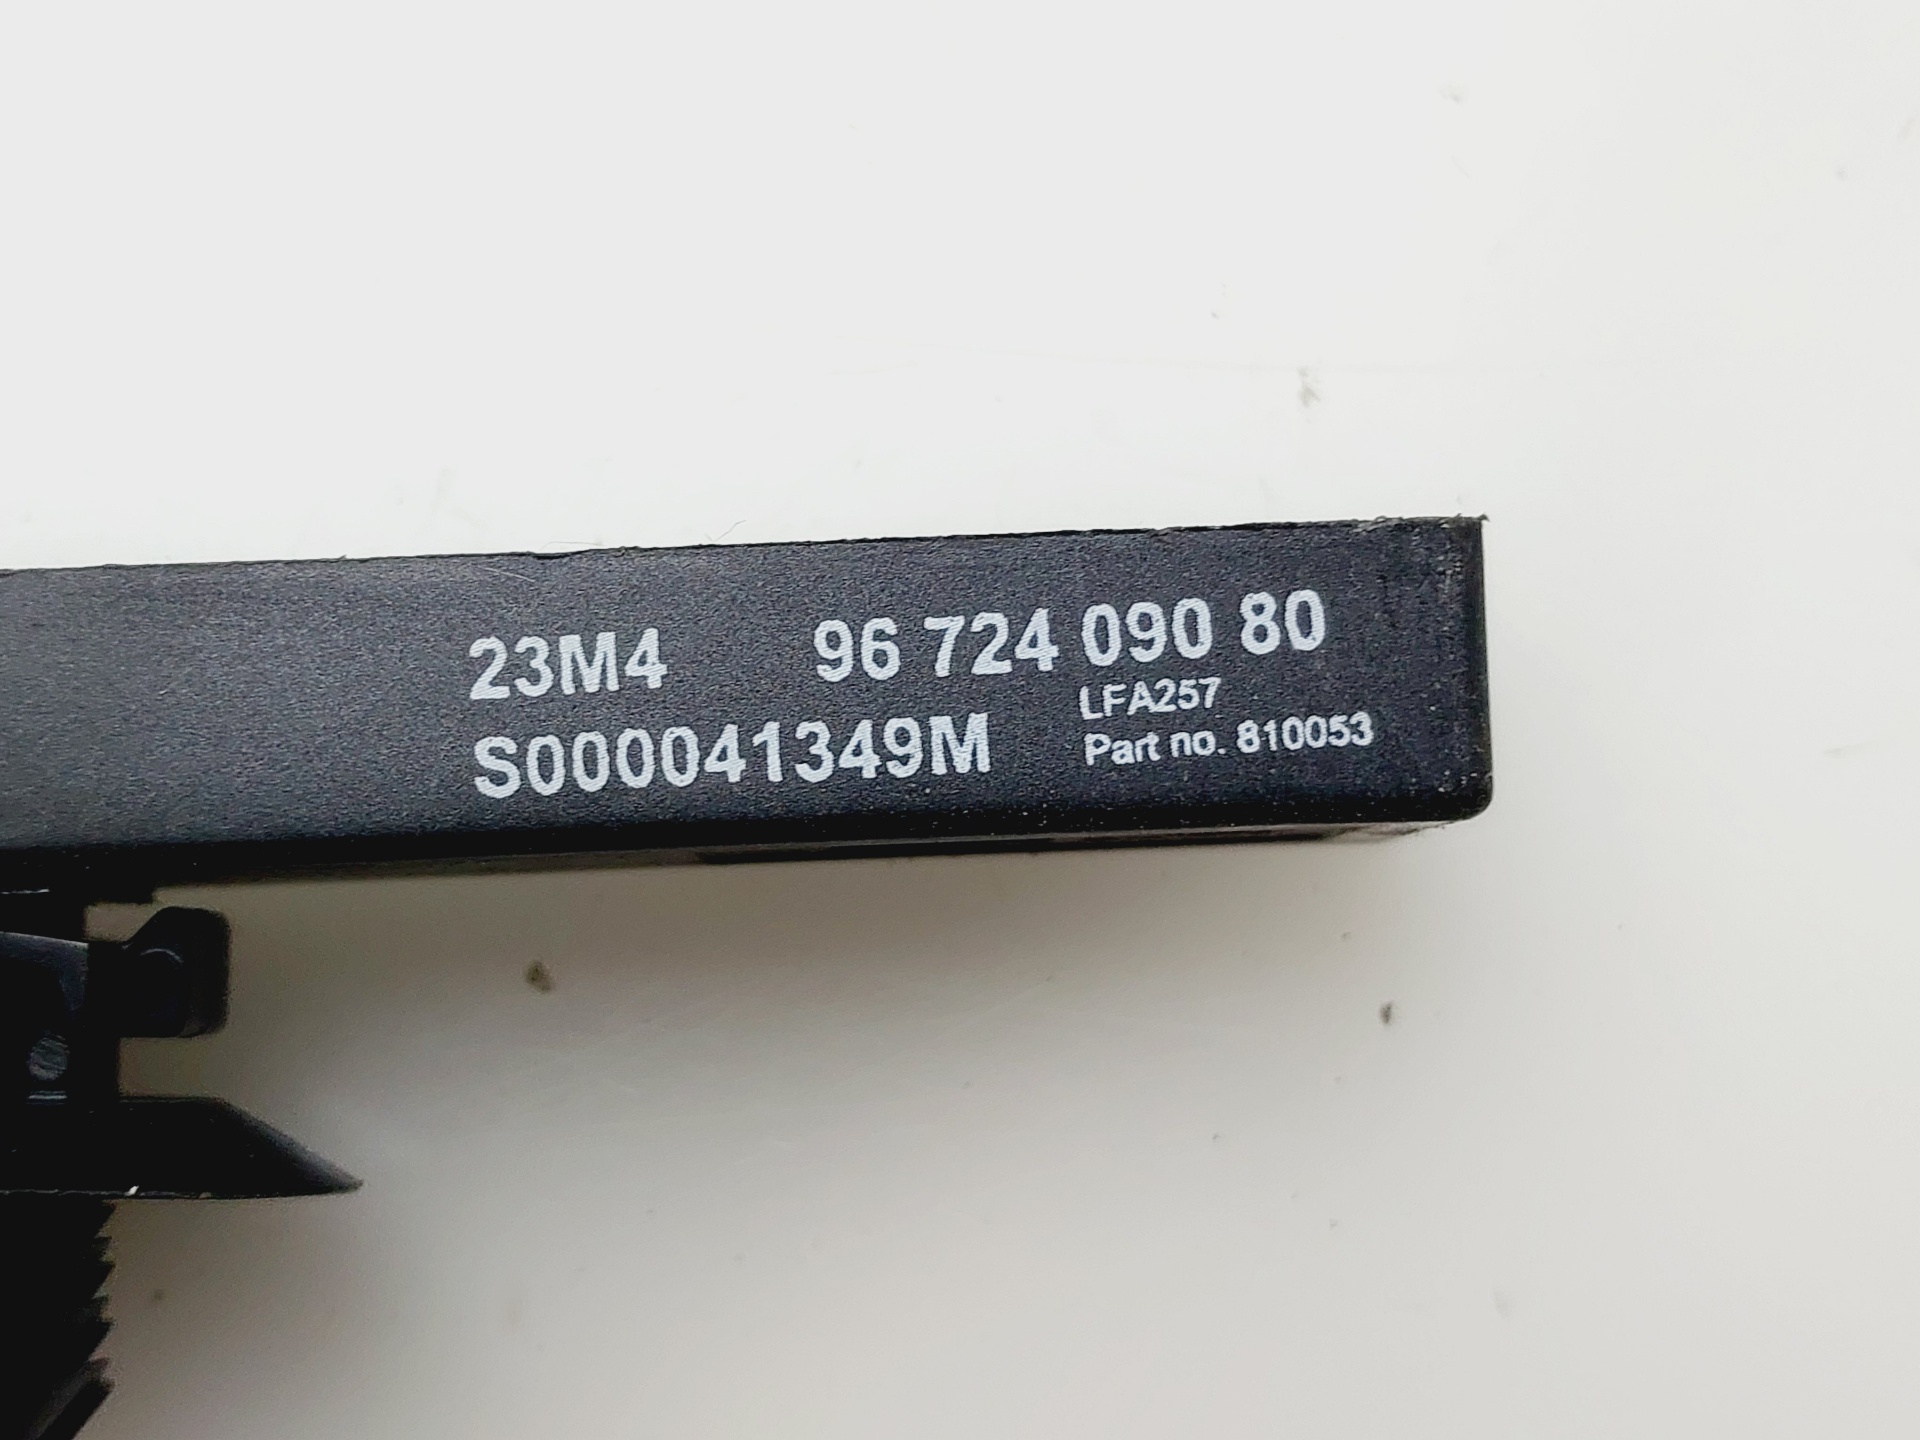 23M4 96 724 090 80
LFA257
S000041349M Part no. 810053